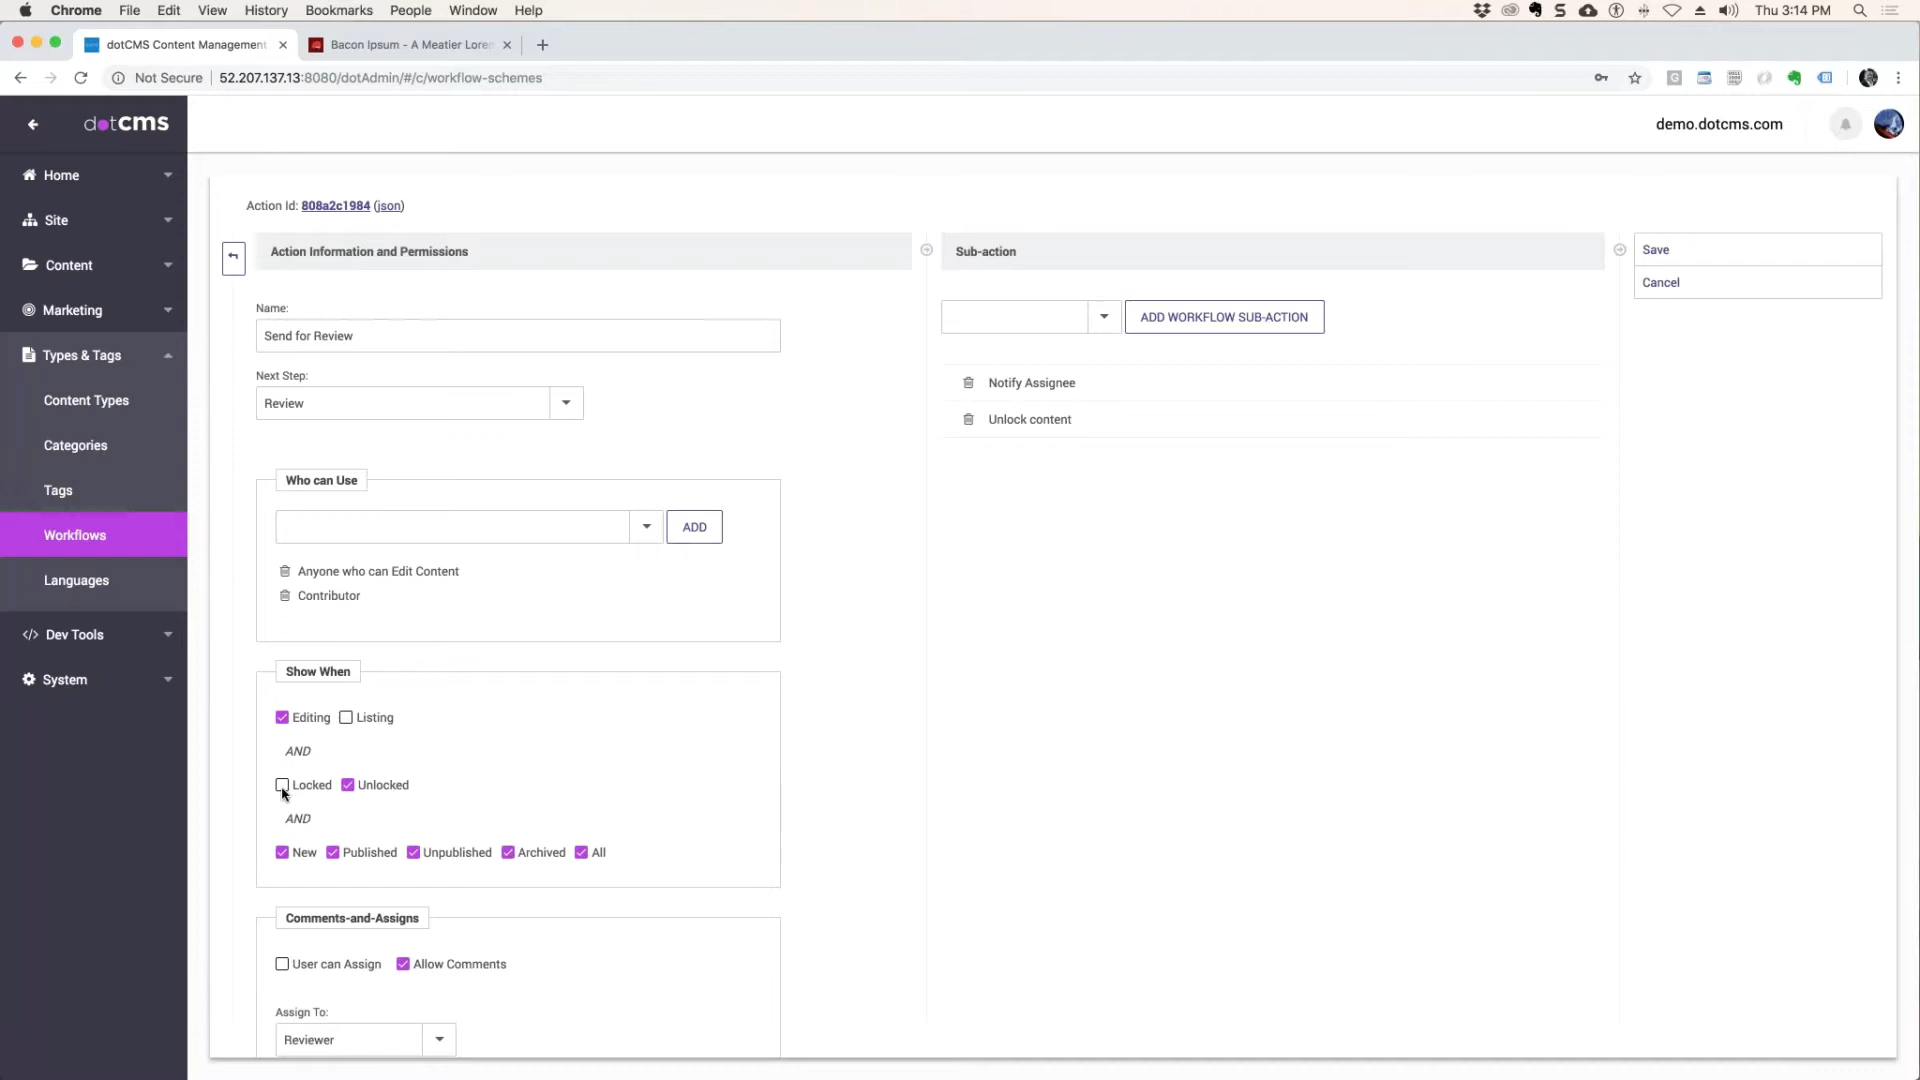 Chrome File Edit View History Bookmarks People Window Help Thu 3:14 PM
dotCMS Content Management
Bacon Ipsum - A Meatier Lorem
Not Secure 52.207.137.13:8080/dotAdmin/#/c/workflow-schemes
dotCMS
demo.dotcms.com
Home
Site
Content
Marketing
Types & Tags
Content Types
Categories
Tags
Workflows
Languages
Dev Tools
System
Action Id: 808a2c1984 (json)
Action Information and Permissions
Name:
Send for Review
Next Step:
Review
Who can Use
ADD
Anyone who can Edit Content
Contributor
Show When
Editing Listing
AND
Locked Unlocked
AND
New Published Unpublished Archived All
Comments-and-Assigns
User can Assign Allow Comments
Assign To:
Reviewer
Sub-action
ADD WORKFLOW SUB-ACTION
Notify Assignee
Unlock content
Save
Cancel